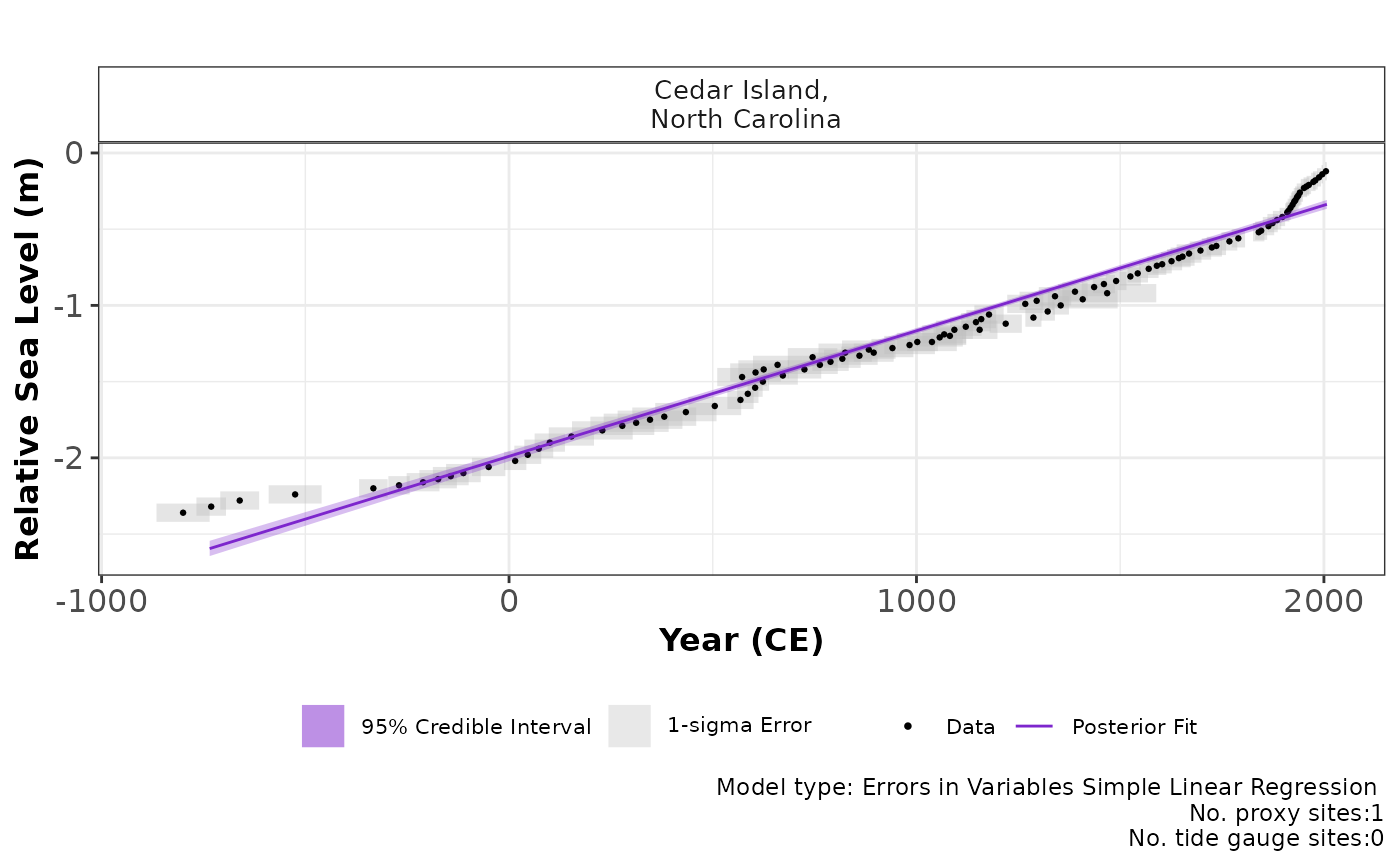 Cedar Island,
North Carolina
0
-1
-2
Relative Sea Level (m)
-1000 0 1000 2000
Year (CE)
95% Credible Interval 1-sigma Error Data Posterior Fit
Model type: Errors in Variables Simple Linear Regression
No. proxy sites:1
No. tide gauge sites:0